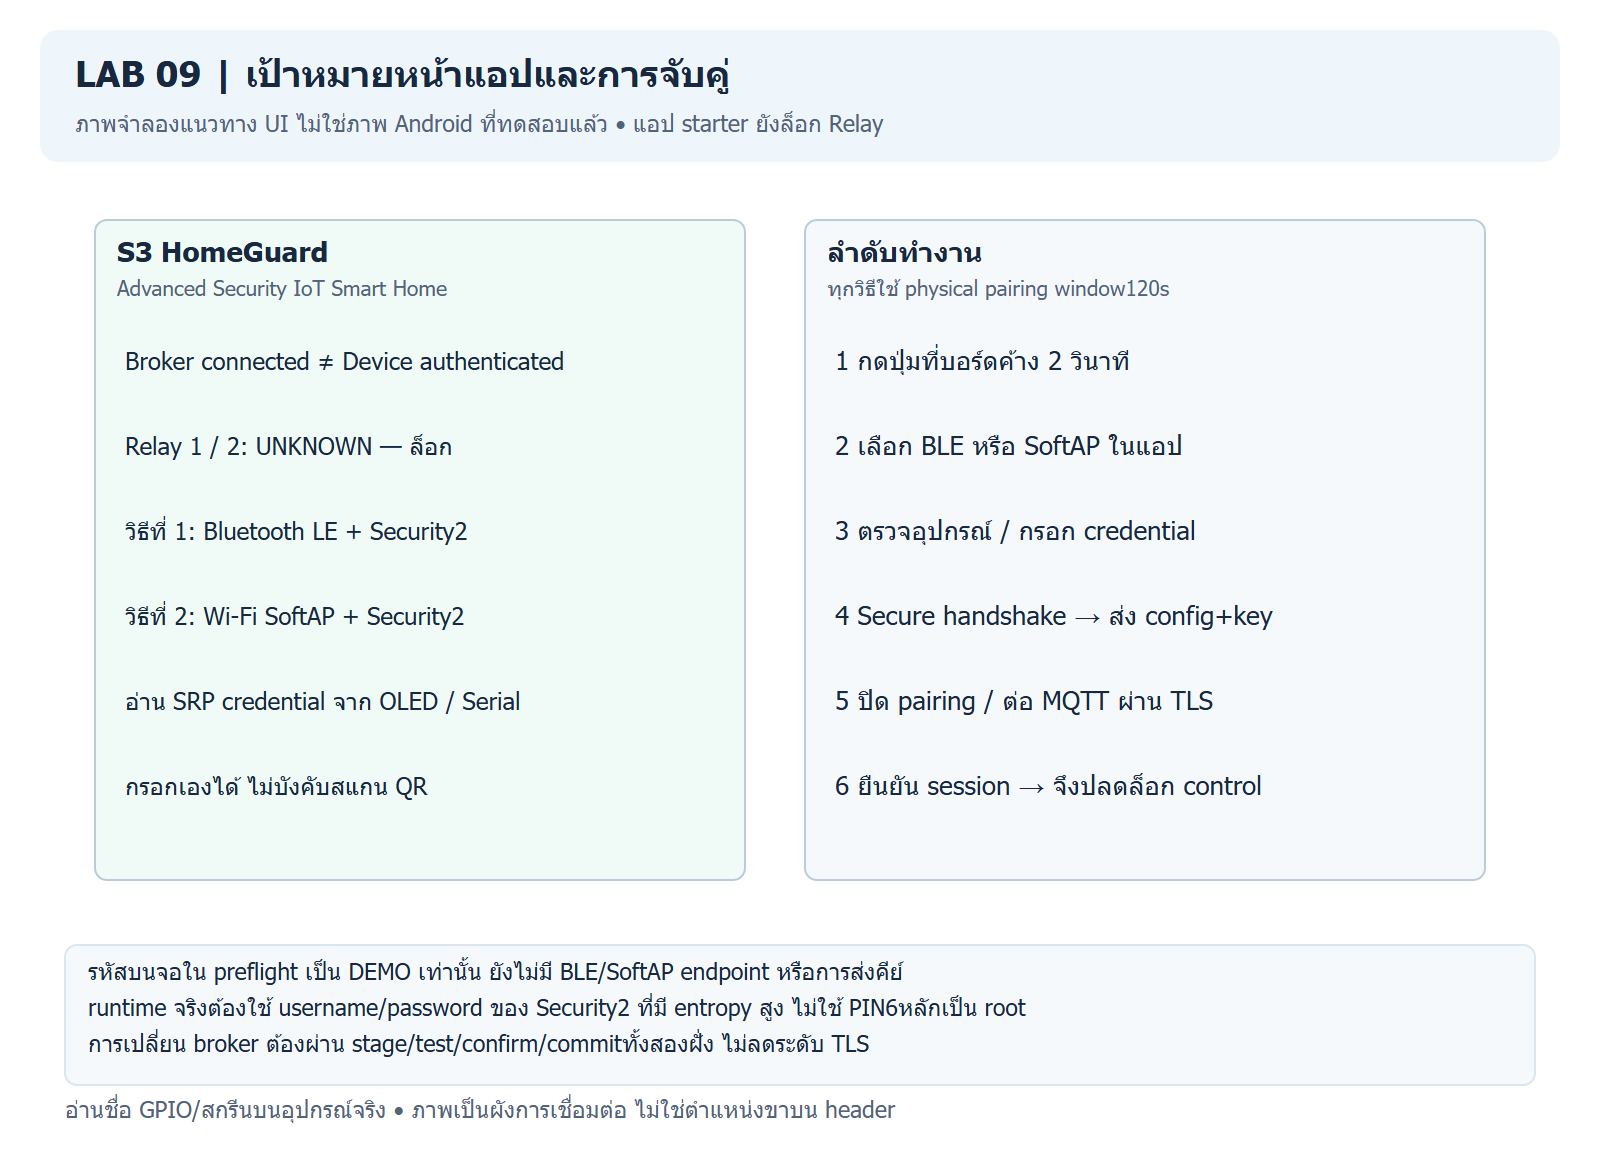 LAB 09 | เป้าหมายหน้าแอปและการจับคู่
ภาพจำลองแนวทาง UI ไม่ใช่ภาพ Android ที่ทดสอบแล้ว • แอป starter ยังล็อก Relay
S3 HomeGuard
Advanced Security IoT Smart Home
Broker connected ≠ Device authenticated
Relay 1 / 2: UNKNOWN — ล็อก
วิธีที่ 1: Bluetooth LE + Security2
วิธีที่ 2: Wi-Fi SoftAP + Security2
อ่าน SRP credential จาก OLED / Serial
กรอกเองได้ ไม่บังคับสแกน QR
ลำดับทำงาน
ทุกวิธีใช้ physical pairing window120s
1 กดปุ่มที่บอร์ดค้าง 2 วินาที
2 เลือก BLE หรือ SoftAP ในแอป
3 ตรวจอุปกรณ์ / กรอก credential
4 Secure handshake → ส่ง config+key
5 ปิด pairing / ต่อ MQTT ผ่าน TLS
6 ยืนยัน session → จึงปลดล็อก control
รหัสบนจอใน preflight เป็น DEMO เท่านั้น ยังไม่มี BLE/SoftAP endpoint หรือการส่งคีย์
runtime จริงต้องใช้ username/password ของ Security2 ที่มี entropy สูง ไม่ใช้ PIN6หลักเป็น root
การเปลี่ยน broker ต้องผ่าน stage/test/confirm/commitทั้งสองฝั่ง ไม่ลดระดับ TLS
อ่านชื่อ GPIO/สกรีนบนอุปกรณ์จริง • ภาพเป็นผังการเชื่อมต่อ ไม่ใช่ตำแหน่งขาบน header